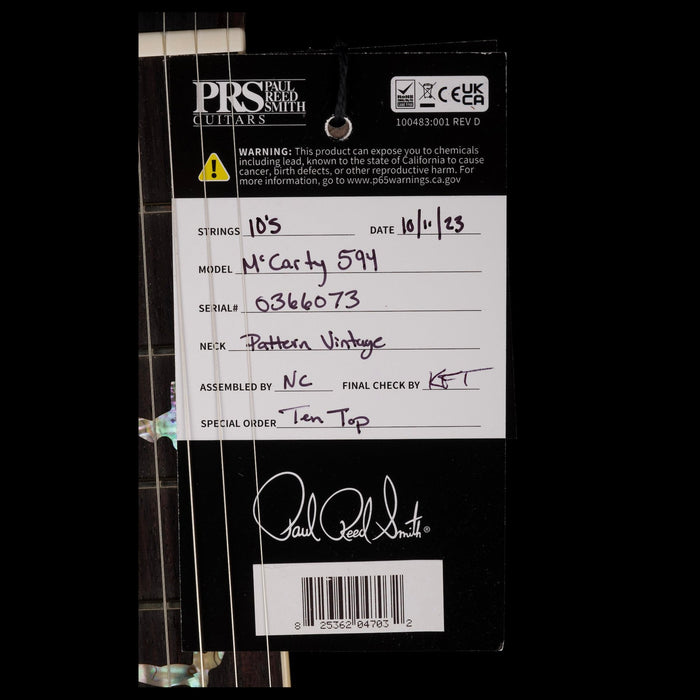 PRS PAUL REED SMITH
GUITARS
CE UK CA
100483:001 REV D
WARNING: This product can expose you to chemicals
including lead, known to the state of California to cause
cancer, birth defects, or other reproductive harm. For
more information, go to www.p65warnings.ca.gov
STRINGS 10's DATE 10/11/23
MODEL McCarty 594
SERIAL# 0366073
NECK Pattern Vintage
ASSEMBLED BY NC FINAL CHECK BY KFT
SPECIAL ORDER Ten Top
Paul Reed Smith®
8 25362 04703 2